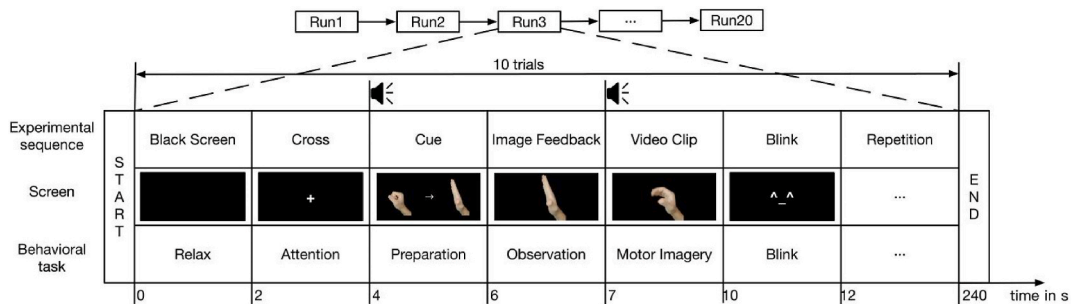 Run1 Run2 Run3 ... Run20
10 trials
Experimental sequence
Black Screen Cross Cue Image Feedback Video Clip Blink Repetition
START
END
Screen
+ → ^_^ ...
Behavioral task
Relax Attention Preparation Observation Motor Imagery Blink ...
0 2 4 6 7 10 12 240 time in s